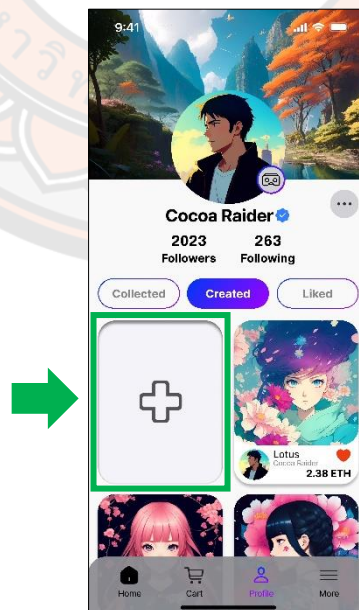 9:41
Cocoa Raider
2023 263
Followers Following
Collected Created Liked
Lotus
Cocoa Raider
2.38 ETH
Home Cart Profile More